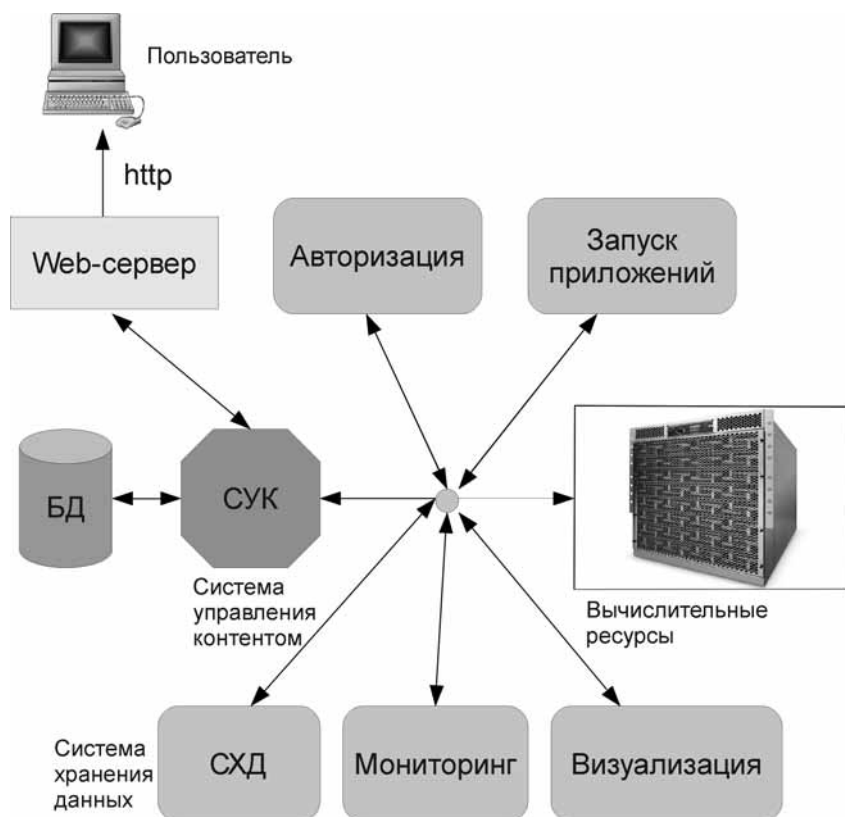 Пользователь
http
Web-сервер
Авторизация
Запуск
приложений
БД
СУК
Система
управления
контентом
Вычислительные
ресурсы
Система
хранения
данных
СХД
Мониторинг
Визуализация